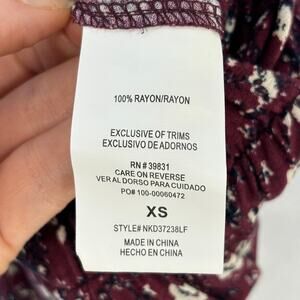 100% RAYON/RAYON
EXCLUSIVE OF TRIMS
EXCLUSIVO DE ADORNOS
RN # 39831
CARE ON REVERSE
VER AL DORSO PARA CUIDADO
PO# 100-00060472
XS
STYLE# NKD37238LF
MADE IN CHINA
HECHO EN CHINA